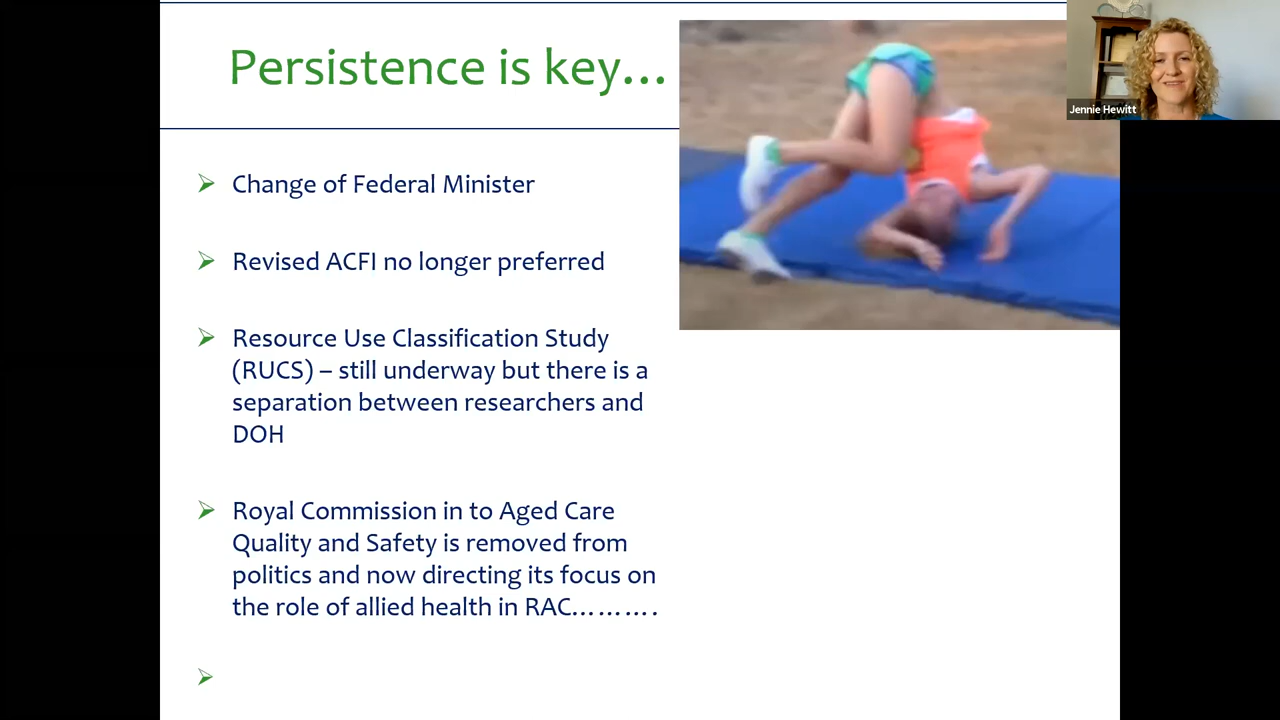 Persistence is key...
Jennie Hewitt
Change of Federal Minister
Revised ACFI no longer preferred
Resource Use Classification Study
(RUCS) – still underway but there is a
separation between researchers and
DOH
Royal Commission in to Aged Care
Quality and Safety is removed from
politics and now directing its focus on
the role of allied health in RAC……….